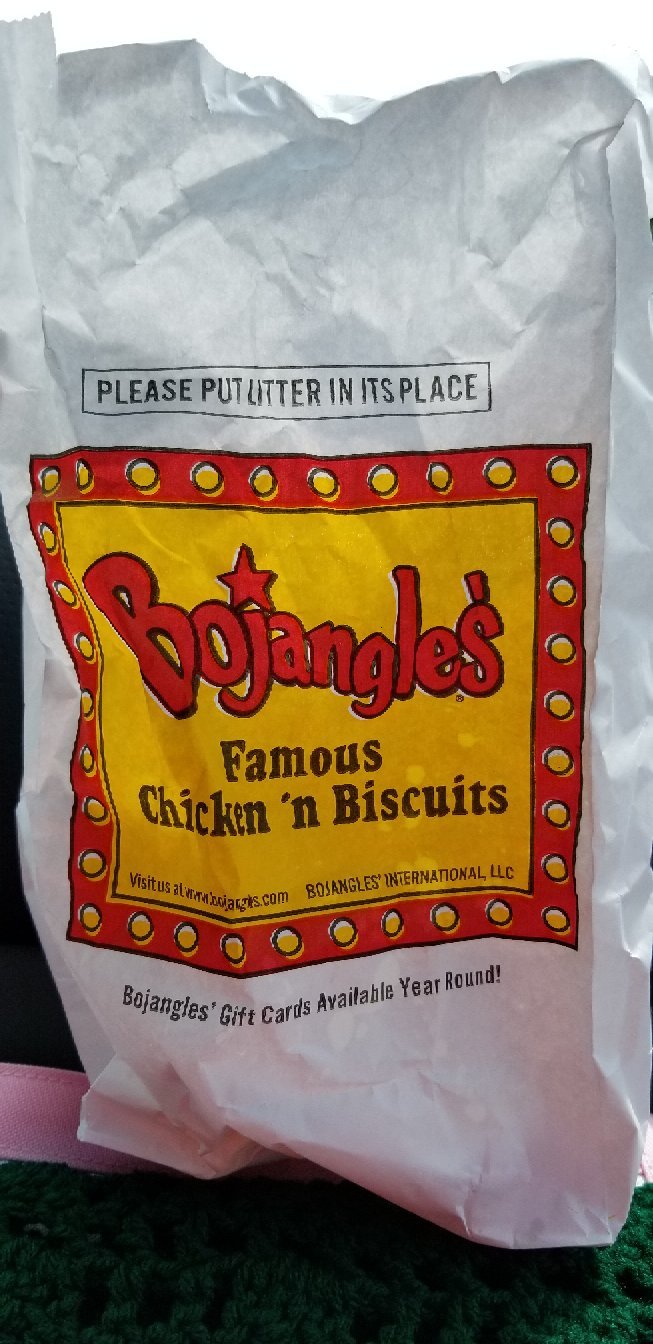 PLEASE PUT LITTER IN ITS PLACE
Bojangles'®
Famous
Chicken 'n Biscuits
Visit us at www.bojangles.com BOJANGLES' INTERNATIONAL, LLC
Bojangles' Gift Cards Available Year Round!